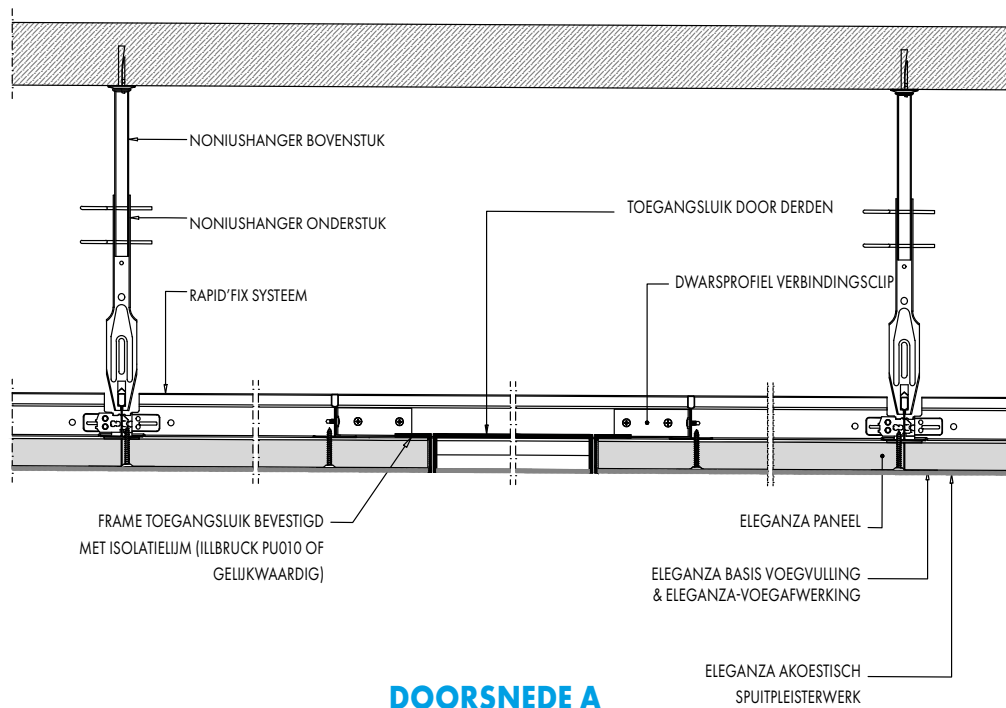 NONIUSHANGER BOVENSTUK
TOEGANGSLUIK DOOR DERDEN
NONIUSHANGER ONDERSTUK
DWARSPROFIEL VERBINDINGSCLIP
RAPID'FIX SYSTEEM
FRAME TOEGANGSLUIK BEVESTIGD
MET ISOLATIELIJM (ILLBRUCK PU010 OF
GELIJKWAARDIG)
ELEGANZA PANEEL
ELEGANZA BASIS VOEGVULLING
& ELEGANZA-VOEGAFWERKING
ELEGANZA AKOESTISCH
SPUITPLEISTERWERK
DOORSNEDE A